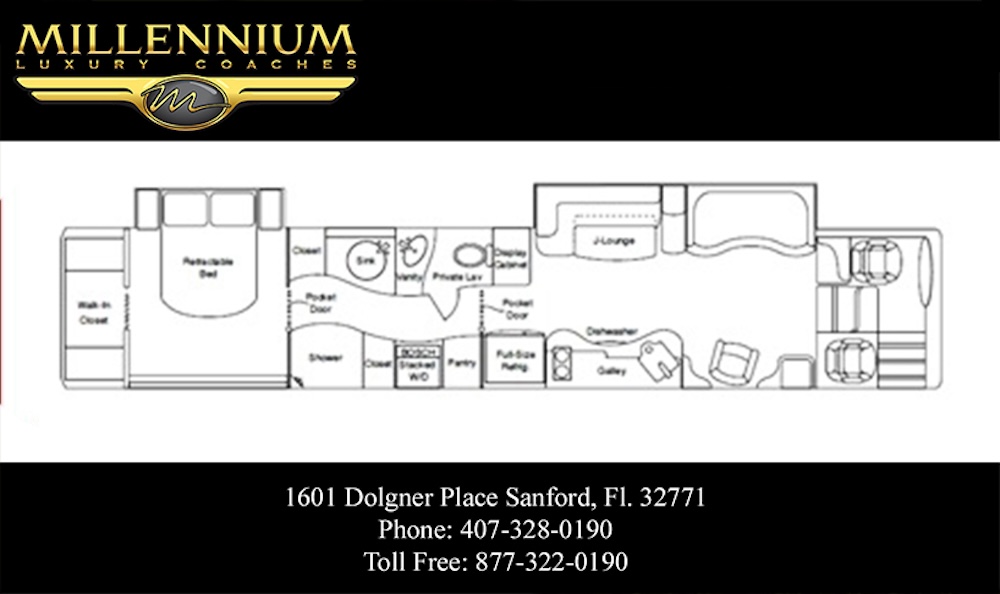 MILLENNIUM
LUXURY COACHES
m
Walk-In
Closet
Retractable
Bed
Closet
Sink
Vanity
Private Lav
Display
Cabinet
Pocket
Door
Pocket
Door
Shower
Closet
BOSCH
Stacked
W/D
Pantry
Full-Size
Refrig.
J-Lounge
Dishwasher
Galley
1601 Dolgner Place Sanford, Fl. 32771
Phone: 407-328-0190
Toll Free: 877-322-0190